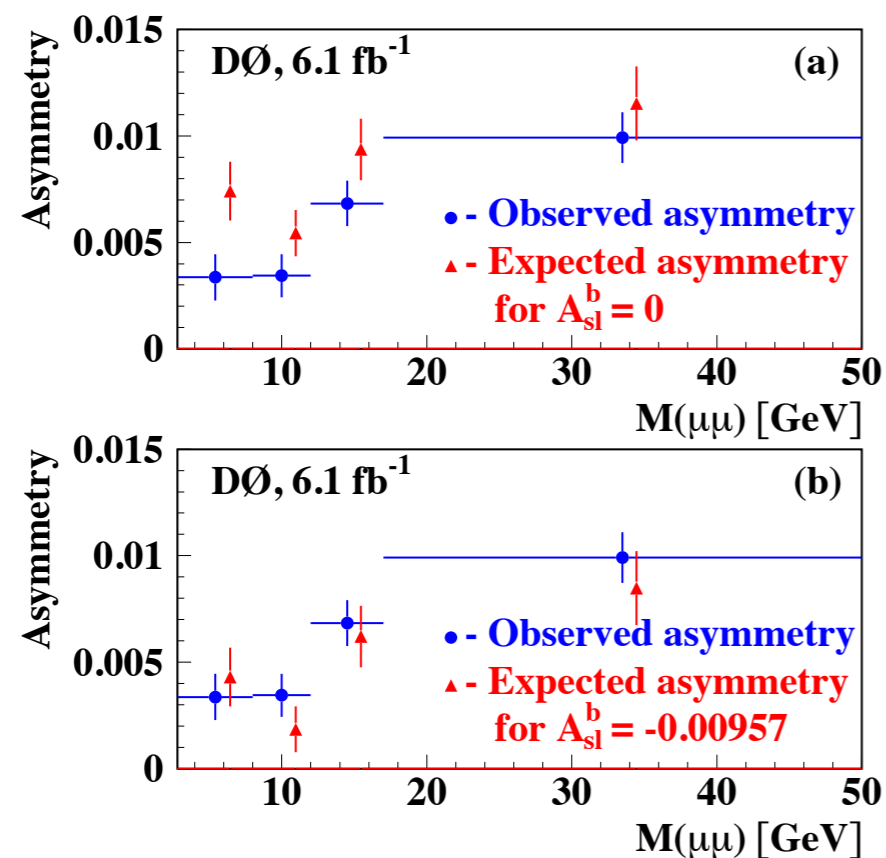 0.015
DØ, 6.1 fb⁻¹
(a)
Asymmetry
0.01
● - Observed asymmetry
0.005
▲ - Expected asymmetry
for A_sl^b = 0
0
10 20 30 40 50
M(μμ) [GeV]
0.015
DØ, 6.1 fb⁻¹
(b)
Asymmetry
0.01
● - Observed asymmetry
0.005
▲ - Expected asymmetry
for A_sl^b = -0.00957
0
10 20 30 40 50
M(μμ) [GeV]